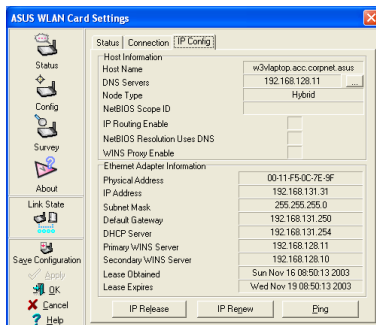 ASUS WLAN Card Settings
Status
Config
Survey
About
Link State
Save Configuration
Apply
OK
Cancel
Help
Status Connection IP Config
Host Information
Host Name w3vlaptop.acc.corpnet.asus
DNS Servers 192.168.128.11 ...
Node Type Hybrid
NetBIOS Scope ID
IP Routing Enable
NetBIOS Resolution Uses DNS
WINS Proxy Enable
Ethernet Adapter Information
Physical Address 00-11-F5-0C-7E-9F
IP Address 192.168.131.31
Subnet Mask 255.255.255.0
Default Gateway 192.168.131.250
DHCP Server 192.168.131.254
Primary WINS Server 192.168.128.11
Secondary WINS Server 192.168.128.10
Lease Obtained Sun Nov 16 08:50:13 2003
Lease Expires Wed Nov 19 08:50:13 2003
IP Release IP Renew Ping